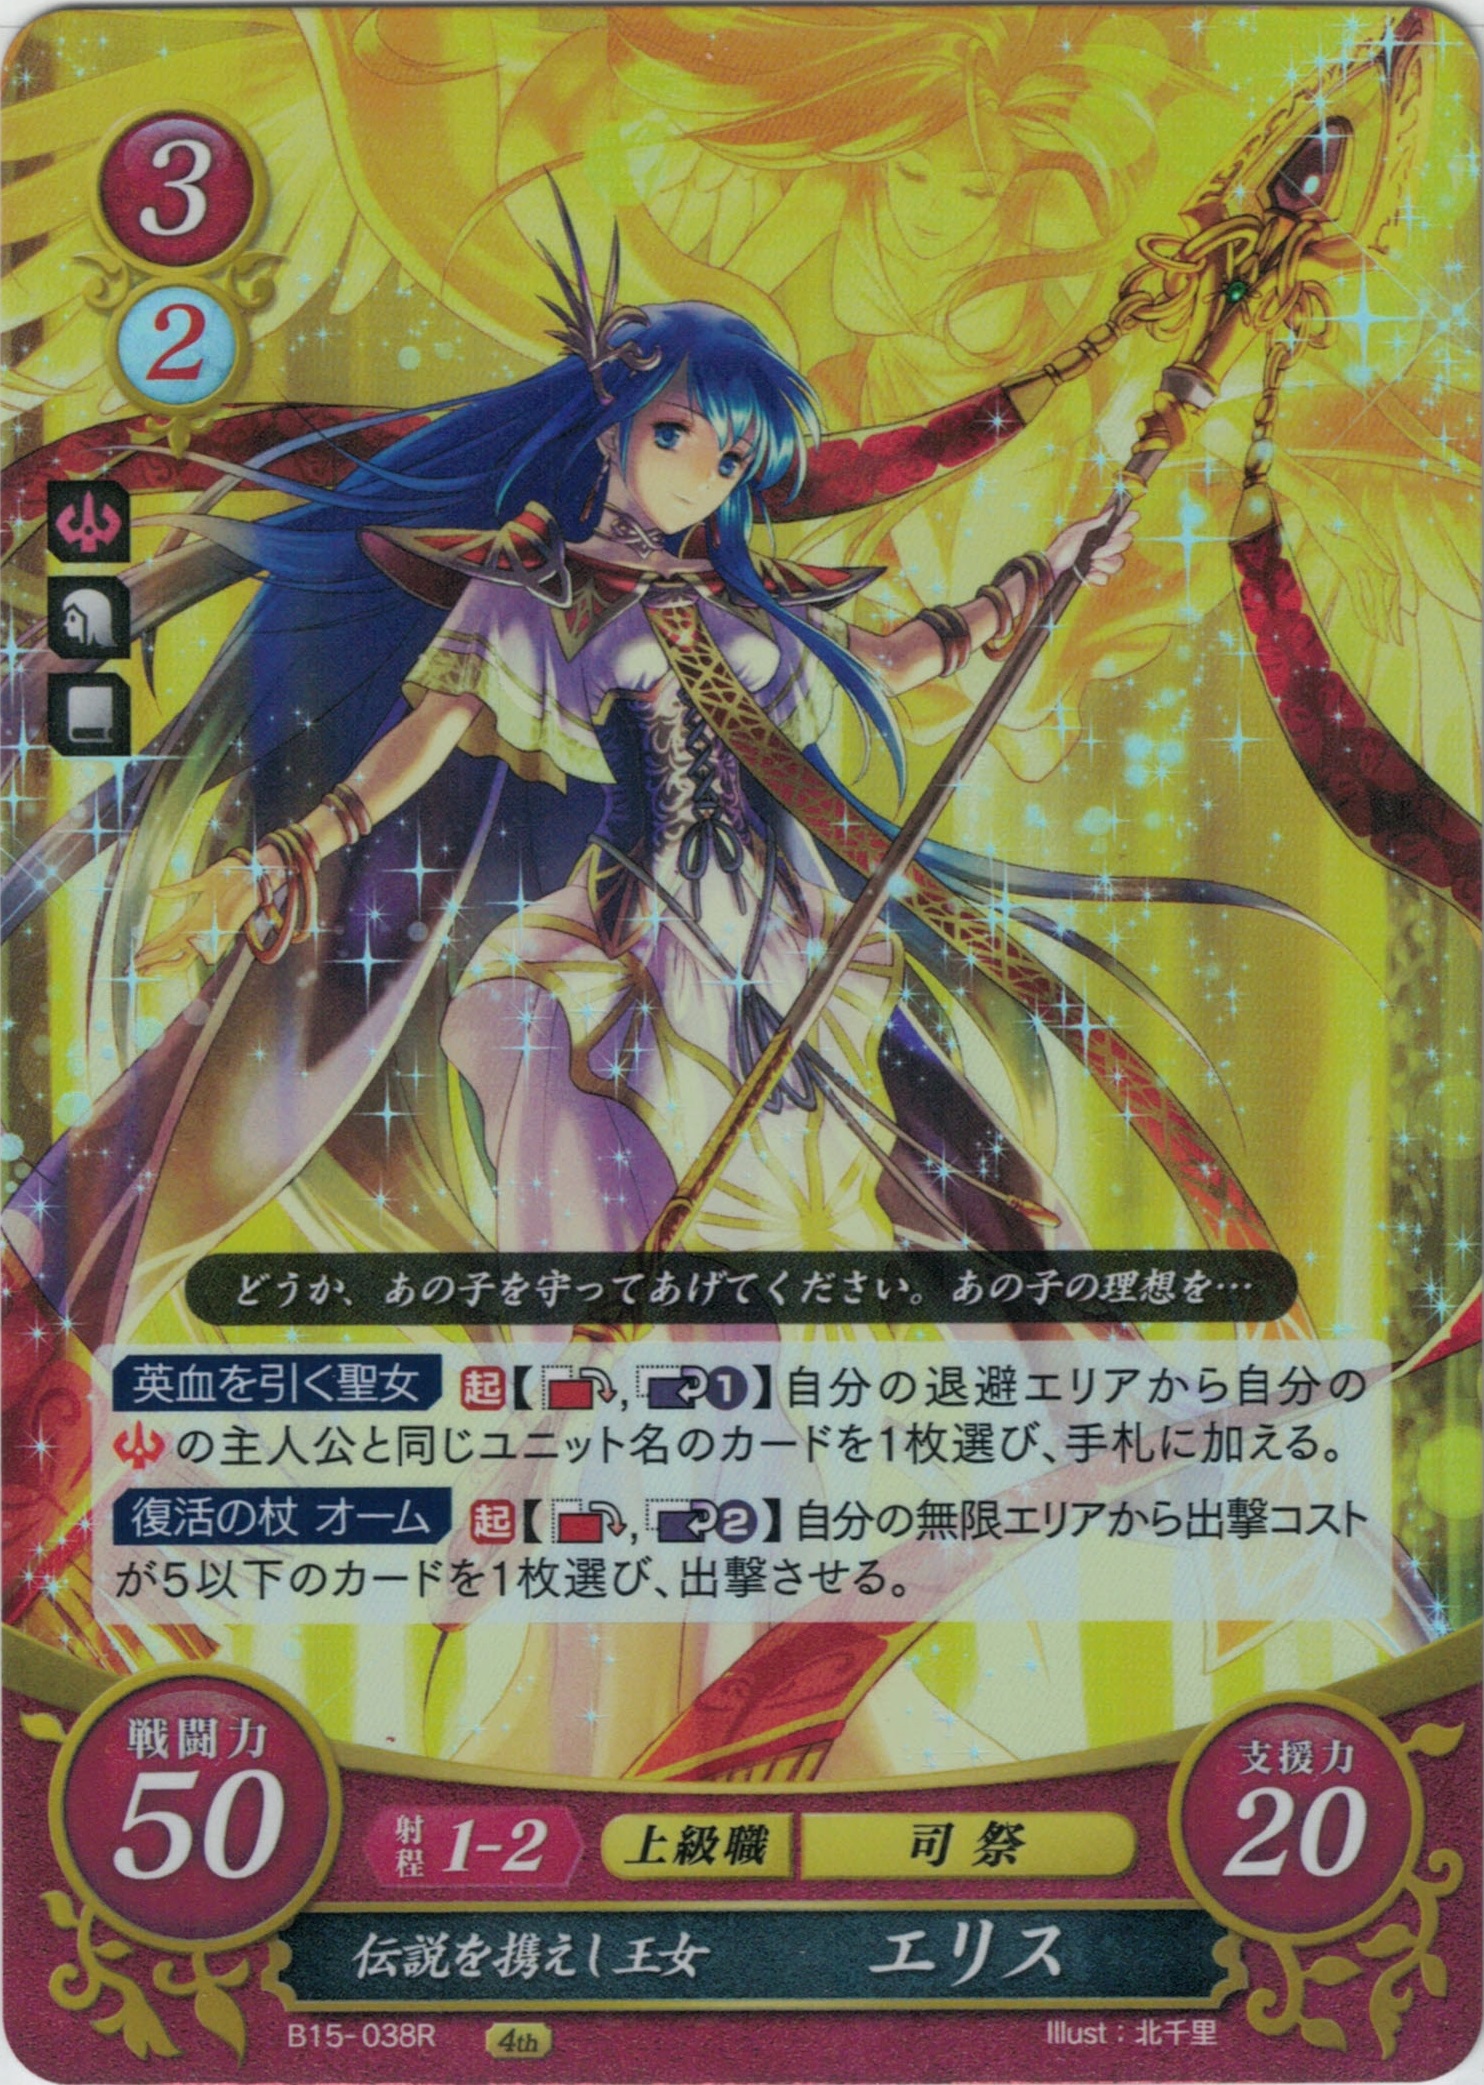 3
2
どうか、あの子を守ってあげてください。あの子の理想を…
英血を引く聖女 起【 , 1】自分の退避エリアから自分の
の主人公と同じユニット名のカードを1枚選び、手札に加える。
復活の杖 オーム 起【 , 2】自分の無限エリアから出撃コスト
が5以下のカードを1枚選び、出撃させる。
戦闘力
50
射程 1-2
上級職 司祭
支援力
20
伝説を携えし王女 エリス
B15-038R 4th Illust:北千里